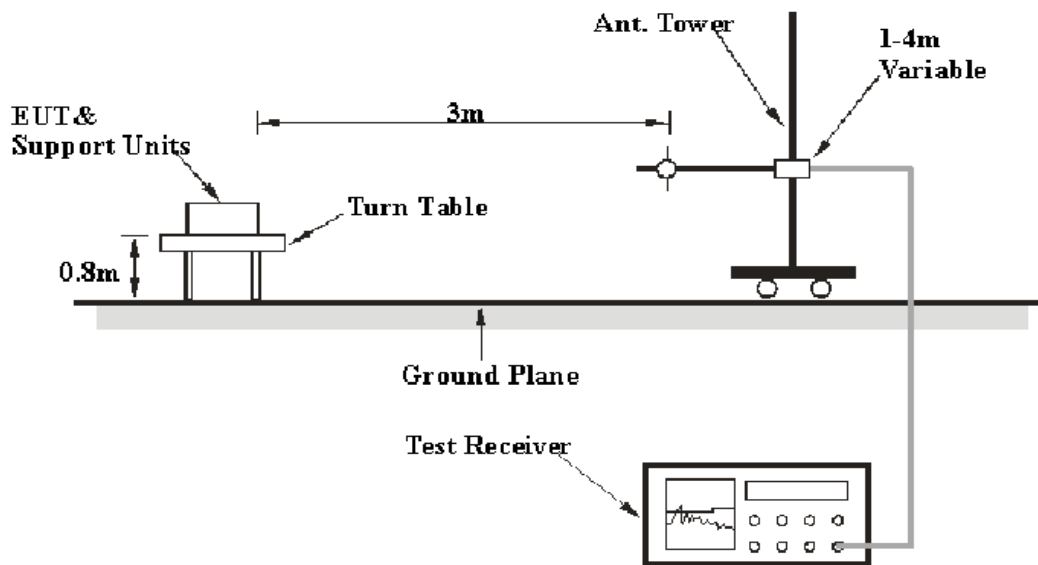 Ant. Tower
1-4m
Variable
3m
EUT&
Support Units
Turn Table
0.8m
Ground Plane
Test Receiver